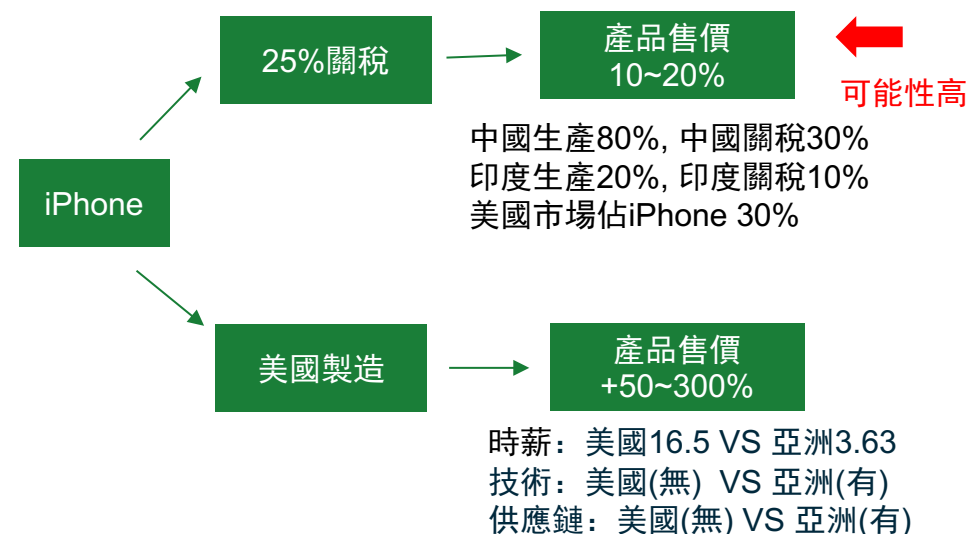 iPhone
25%關稅
產品售價
10~20%
可能性高
中國生產80%, 中國關稅30%
印度生產20%, 印度關稅10%
美國市場佔iPhone 30%
美國製造
產品售價
+50~300%
時薪：美國16.5 VS 亞洲3.63
技術：美國(無) VS 亞洲(有)
供應鏈：美國(無) VS 亞洲(有)